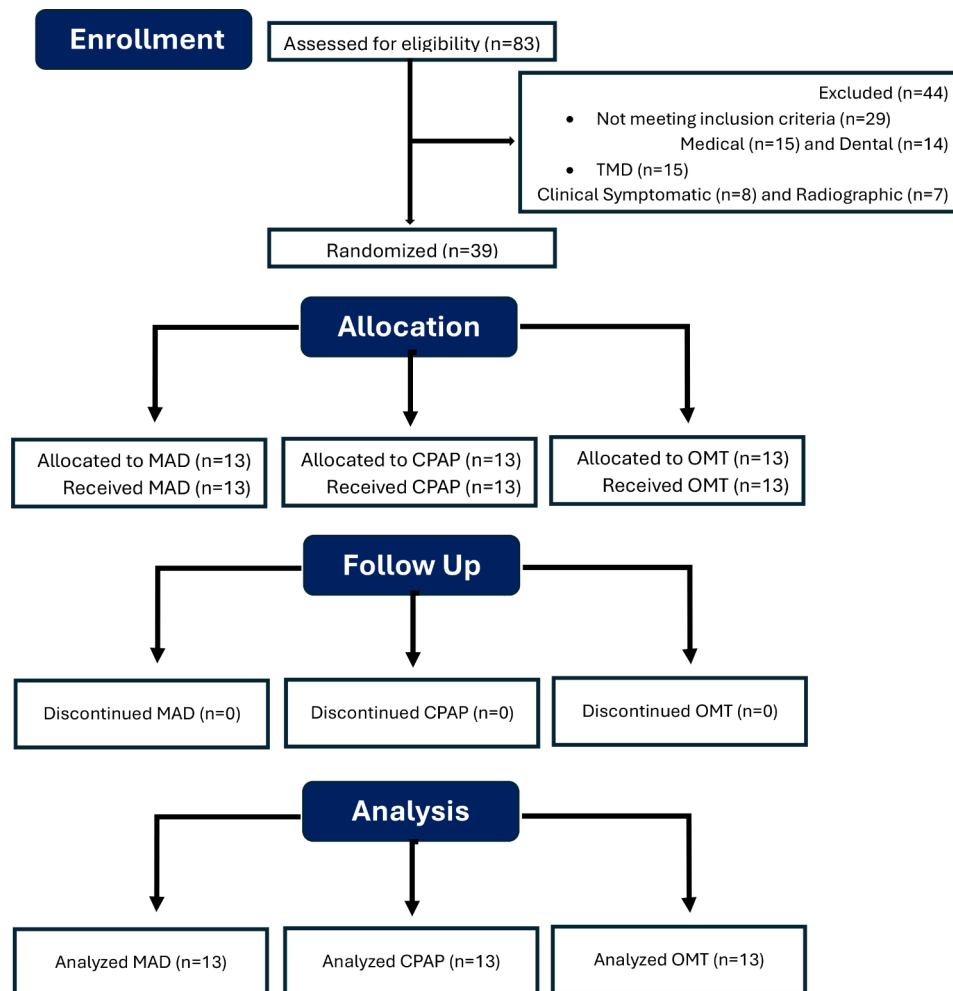 Enrollment
Assessed for eligibility (n=83)
Excluded (n=44)
• Not meeting inclusion criteria (n=29)
Medical (n=15) and Dental (n=14)
• TMD (n=15)
Clinical Symptomatic (n=8) and Radiographic (n=7)
Randomized (n=39)
Allocation
Allocated to MAD (n=13)
Received MAD (n=13)
Allocated to CPAP (n=13)
Received CPAP (n=13)
Allocated to OMT (n=13)
Received OMT (n=13)
Follow Up
Discontinued MAD (n=0)
Discontinued CPAP (n=0)
Discontinued OMT (n=0)
Analysis
Analyzed MAD (n=13)
Analyzed CPAP (n=13)
Analyzed OMT (n=13)